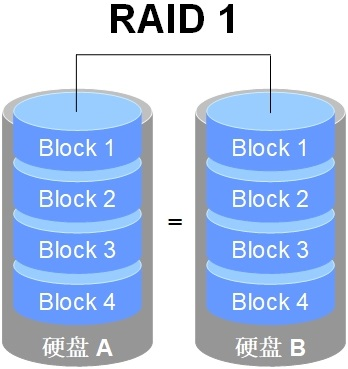 RAID 1
Block 1
Block 2
Block 3
Block 4
硬盘 A
=
Block 1
Block 2
Block 3
Block 4
硬盘 B